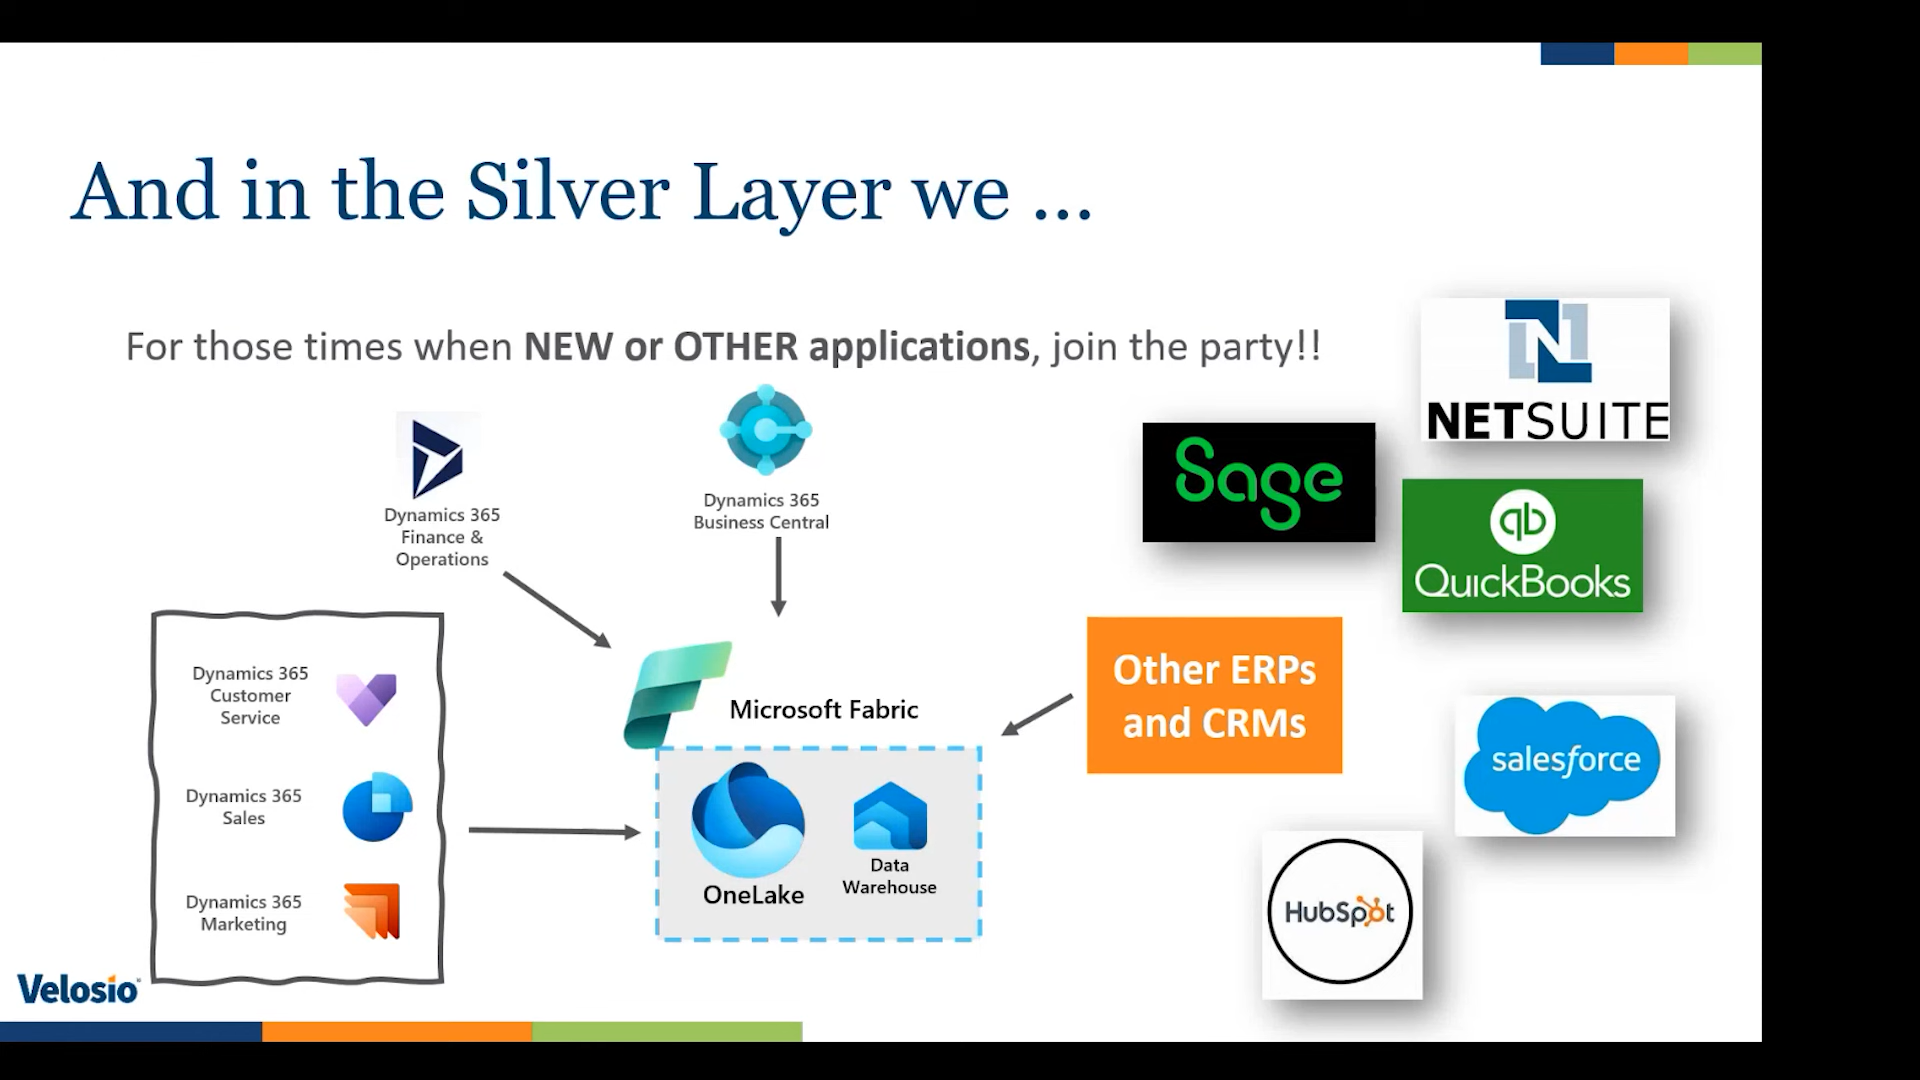 And in the Silver Layer we ...
For those times when NEW or OTHER applications, join the party!!
NETSUITE
Sage
qb
QuickBooks
Dynamics 365
Finance &
Operations
Dynamics 365
Business Central
Dynamics 365
Customer
Service
Dynamics 365
Sales
Dynamics 365
Marketing
Microsoft Fabric
OneLake
Data
Warehouse
Other ERPs
and CRMs
salesforce
HubSpot
Velosio